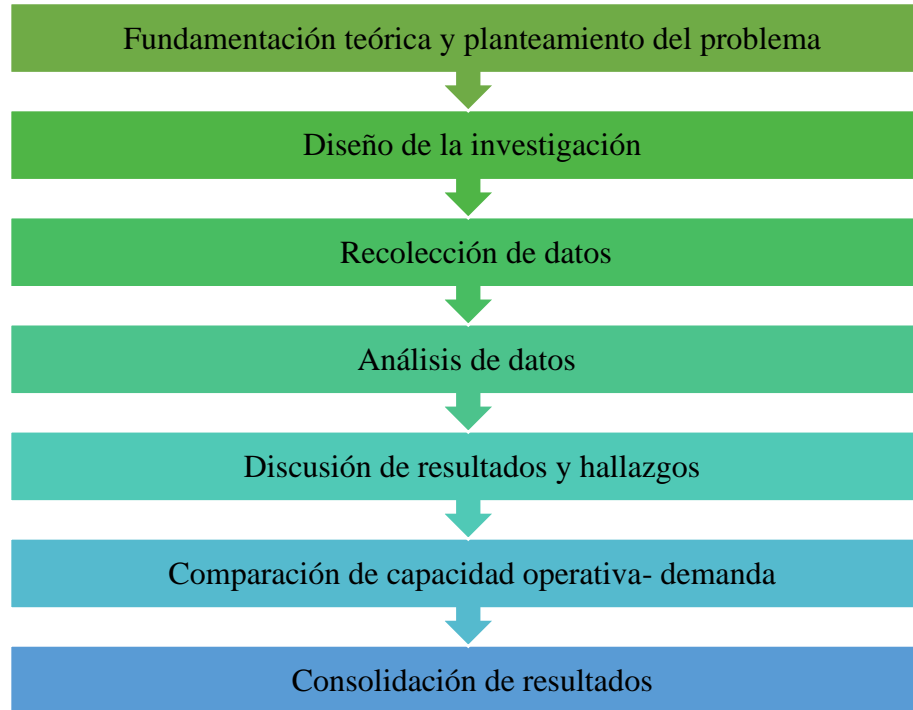 Fundamentación teórica y planteamiento del problema
Diseño de la investigación
Recolección de datos
Análisis de datos
Discusión de resultados y hallazgos
Comparación de capacidad operativa- demanda
Consolidación de resultados